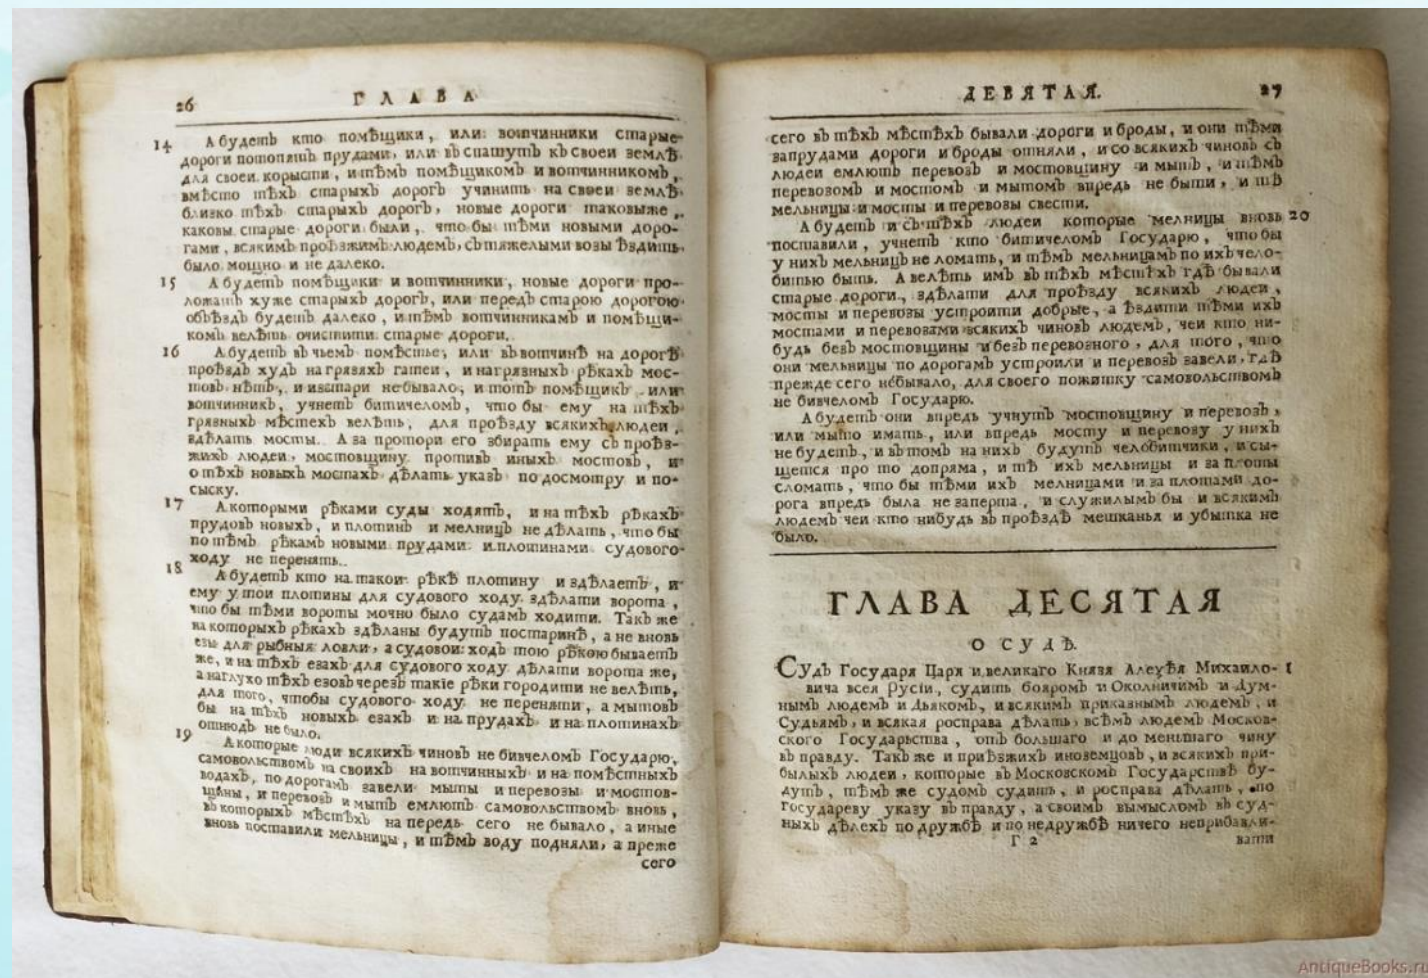 26
ГЛАВА
14 А будетъ кто помѣщики, или вотчинники старые
дороги потопятъ прудами, или въспашутъ къ своеи землѣ
для своеи корысти, и тѣмъ помѣщикомъ и вотчинникомъ,
вмѣсто тѣхъ старыхъ дорогъ учинить на своеи землѣ
близко тѣхъ старыхъ дорогъ, новые дороги таковыже,
каковы старые дороги были, что бы тѣми новыми доро-
гами, всякимъ проѣзжимъ людемъ, съ тяжелыми возы ѣздить
было мощно и не далеко.
15 А будетъ помѣщики и вотчинники, новые дороги про-
ложатъ хуже старыхъ дорогъ, или передъ старою дорогою
объѣздъ будетъ далеко, и тѣмъ вотчинникамъ и помѣщи-
комъ велѣть очистити старые дороги.
16 А будетъ въ чьемъ помѣстье, или въ вотчинѣ на дорогѣ
проѣздъ худъ на грязяхъ гатеи, и на грязныхъ рѣкахъ мос-
товъ нѣтъ, и изстари небывало, и тотъ помѣщикъ или
вотчинникъ, учнетъ битичеломъ, что бы ему на тѣхъ
грязныхъ мѣстехъ велѣть, для проѣзду всякихъ людеи,
здѣлать мосты. А за протори его збирать ему съ проѣз-
жихъ людеи, мостовщину противъ иныхъ мостовъ, и
о тѣхъ новыхъ мостахъ дѣлать указъ по досмотру и по-
сыску.
17 А которыми рѣками суды ходятъ, и на тѣхъ рѣкахъ
прудовъ новыхъ, и плотинъ и мелницъ не дѣлать, что бы
по тѣмъ рѣкамъ новыми прудами и плотинами судового
ходу не перенять.
18 А будетъ кто на такои рѣкѣ плотину и здѣлаетъ, и
ему у тои плотины для судового ходу здѣлати ворота,
что бы тѣми вороты мочно было судамъ ходити. Такъ же
на которыхъ рѣкахъ здѣланы будутъ постаринѣ, а не вновь
езы для рыбныя ловли, а судовои ходъ тою рѣкою бываетъ
же, и на тѣхъ езахъ для судового ходу дѣлати ворота же,
а наглухо тѣхъ езовъ черезъ такіе рѣки городити не велѣть,
для того, чтобы судового ходу не переняти, а мытовъ
бы на тѣхъ новыхъ езахъ и на прудахъ и на плотинахъ
отнюдь не было.
19 А которые люди всякихъ чиновъ не бивчеломъ Государю,
самовольствомъ на своихъ на вотчинныхъ и на помѣстныхъ
водахъ, по дорогамъ завели мыты и перевозы и мостов-
щины, и перевозъ и мытъ емлютъ самовольствомъ вновь,
въ которыхъ мѣстѣхъ на передь сего не бывало, а иные
вновь поставили мельницы, и тѣмъ воду подняли, а преже
сего
ДЕВЯТАЯ.
27
сего въ тѣхъ мѣстѣхъ бывали дороги и броды, и они тѣми
запрудами дороги и броды отняли, и со всякихъ чиновъ съ
людеи емлютъ перевозъ и мостовщину и мытъ, и тѣмъ
перевозомъ и мостомъ и мытомъ впредь не быти, и тѣ
мельницы и мосты и перевозы свести.
А будетъ и съ тѣхъ людеи которые мелницы вновь 20
поставили, учнетъ кто битичеломъ Государю, что бы
у нихъ мельницъ не ломать, и тѣмъ мельницамъ по ихъ чело-
битью быть. А велѣть имъ въ тѣхъ мѣстѣхъ гдѣ бывали
старые дороги, здѣлати для проѣзду всякихъ людеи,
мосты и перевозы устроити добрые, а ѣздити тѣми ихъ
мостами и перевозами всякихъ чиновъ людемъ, чеи кто ни-
будь безъ мостовщины и безъ перевозного, для того, что
они мельницы по дорогамъ устроили и перевозъ завели, гдѣ
прежде сего небывало, для своего пожитку самовольствомъ
не бивчеломъ Государю.
А будетъ они впредь учнутъ мостовщину и перевозъ,
или мыто имать, или впредь мосту и перевозу у нихъ
не будетъ, и въ томъ на нихъ будутъ челобитчики, и сы-
щется про то допряма, и тѣ ихъ мельницы и за плоты
сломать, что бы тѣми ихъ мелницами и за плотами до-
рога впредь была не заперта, и служилымъ бы и всякимъ
людемъ чеи кто нибудь въ проѣздѣ мешканья и убытка не
было.
ГЛАВА ДЕСЯТАЯ
О СУДѢ.
Судъ Государя Царя и великаго Князя Алеѯѣя Михаило- 1
вича всея Русіи, судить бояромъ и Околничимъ и Дум-
нымъ людемъ и Дьякомъ, и всякимъ приказнымъ людемъ, и
Судьямъ, и всякая росправа дѣлать, всѣмъ людемъ Москов-
ского Государьства, отъ большаго и до меньшаго чину
въ правду. Такъ же и приѣзжихъ иноземцовъ, и всякихъ при-
былыхъ людеи, которые въ Московскомъ Государствѣ бу-
дутъ, тѣмъ же судомъ судить, и росправа дѣлать, по
государеву указу въ правду, а своимъ вымысломъ въ суд-
ныхъ дѣлехъ по дружбѣ и по недружбѣ ничего неприбавли-
Г 2 вати
AntiqueBooks.ru